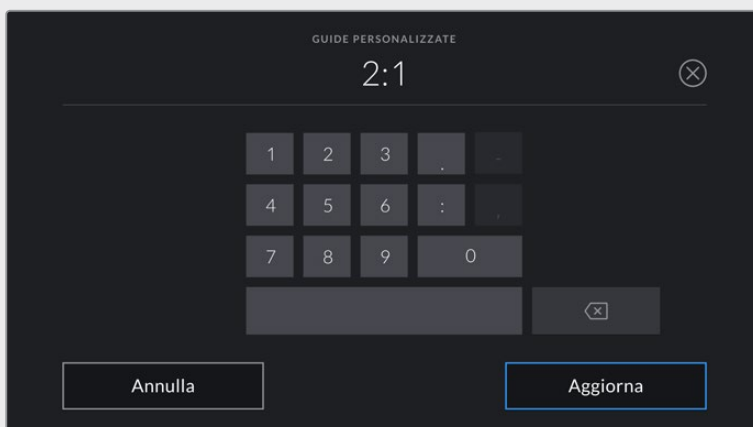 GUIDE PERSONALIZZATE
2:1
1 2 3 . -
4 5 6 : ,
7 8 9 0
Annulla Aggiorna